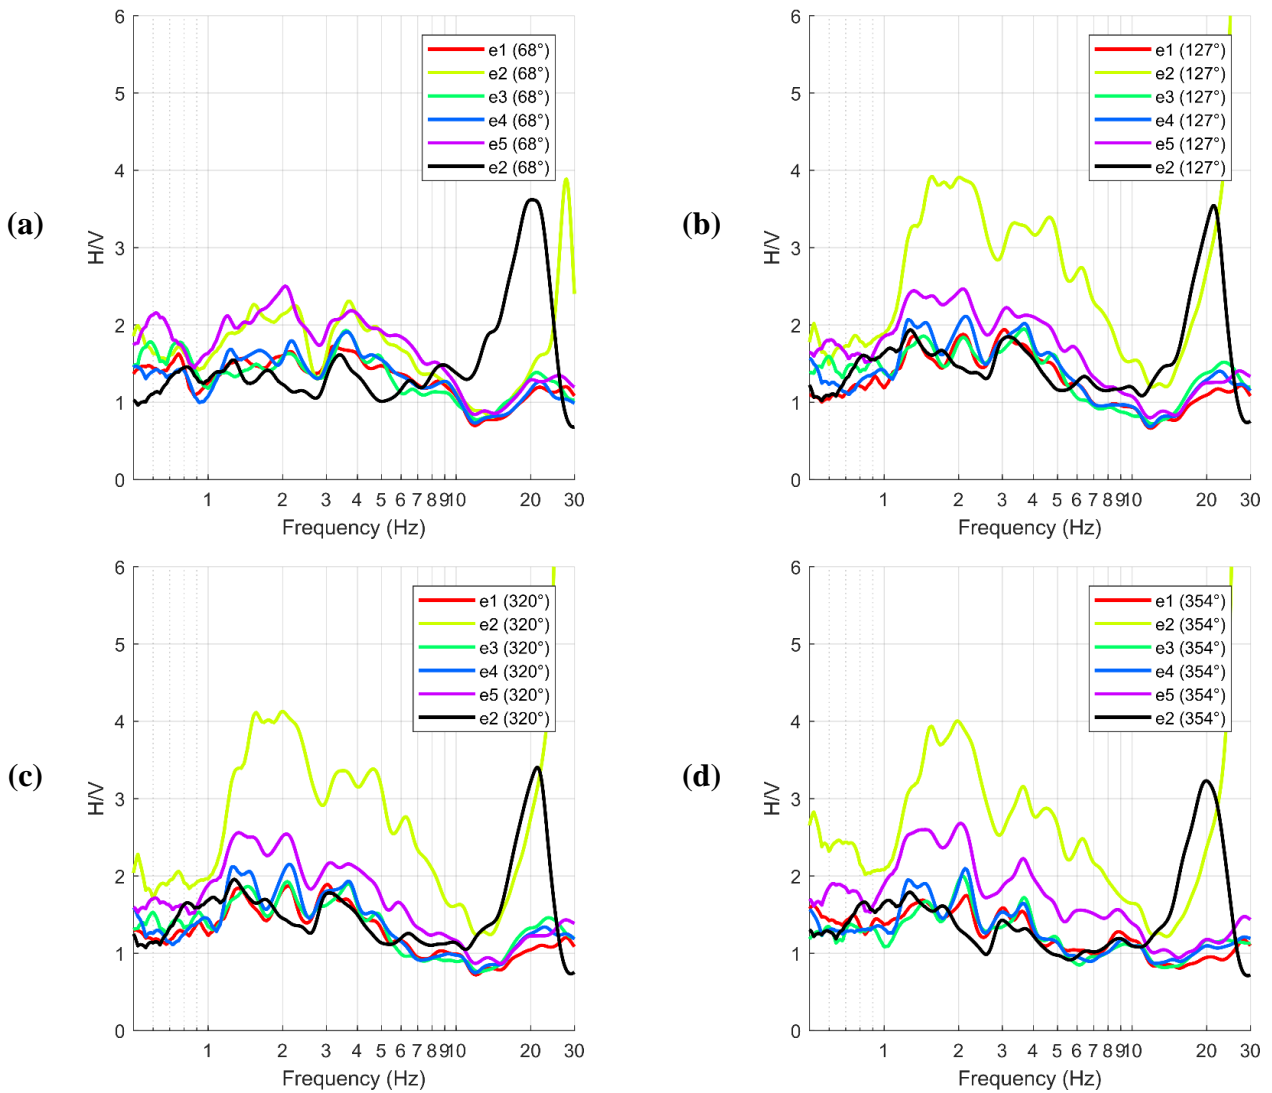 (a)
H/V
6
5
4
3
2
1
0
e1 (68°)
e2 (68°)
e3 (68°)
e4 (68°)
e5 (68°)
e2 (68°)
1 2 3 4 5 6 7 8 9 10 20 30
Frequency (Hz)
(b)
H/V
6
5
4
3
2
1
0
e1 (127°)
e2 (127°)
e3 (127°)
e4 (127°)
e5 (127°)
e2 (127°)
1 2 3 4 5 6 7 8 9 10 20 30
Frequency (Hz)
(c)
H/V
6
5
4
3
2
1
0
e1 (320°)
e2 (320°)
e3 (320°)
e4 (320°)
e5 (320°)
e2 (320°)
1 2 3 4 5 6 7 8 9 10 20 30
Frequency (Hz)
(d)
H/V
6
5
4
3
2
1
0
e1 (354°)
e2 (354°)
e3 (354°)
e4 (354°)
e5 (354°)
e2 (354°)
1 2 3 4 5 6 7 8 9 10 20 30
Frequency (Hz)